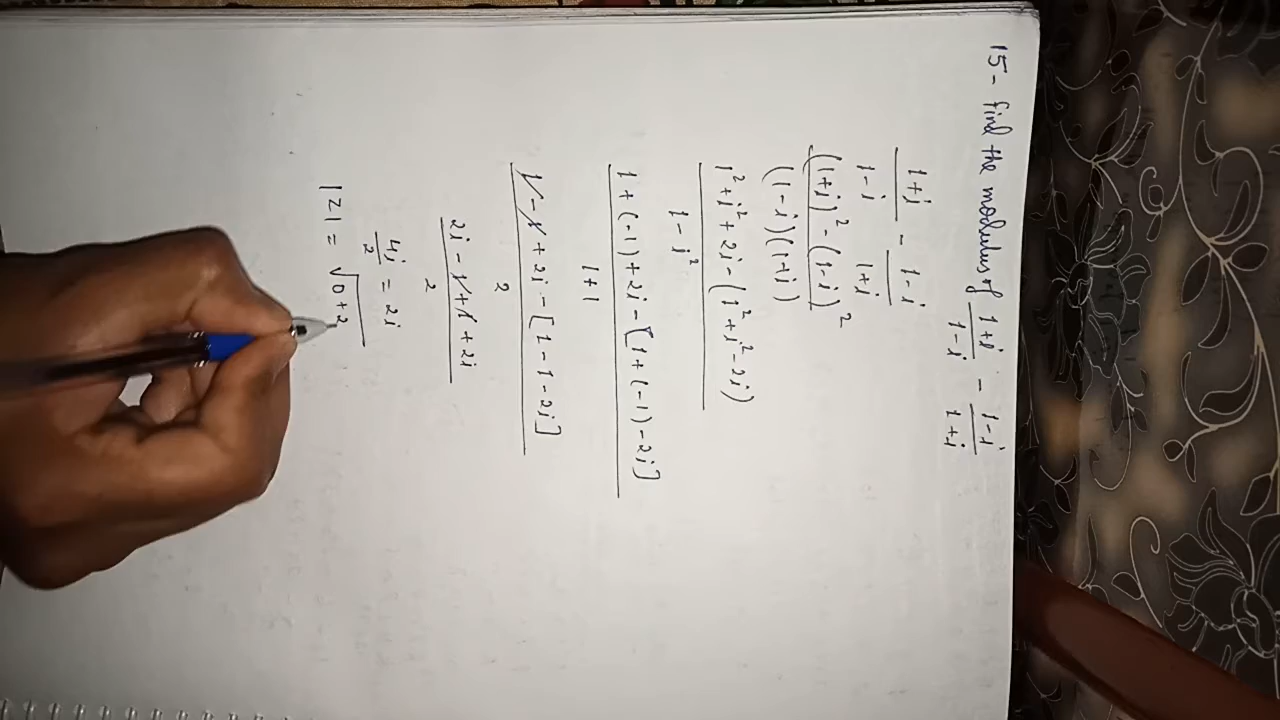 15- find the modulus of 1+i/1-i - 1-i/1+i
1+i/1-i - 1-i/1+i
(1+i)² - (1-i)²
(1-i)(1+i)
1²+i²+2i-(1²+i²-2i)
1-i²
1+(-1)+2i-[1+(-1)-2i]
1+1
1-1+2i-[1-1-2i]
2
2i-1+1+2i
2
4i/2 = 2i
|z| = √0+2